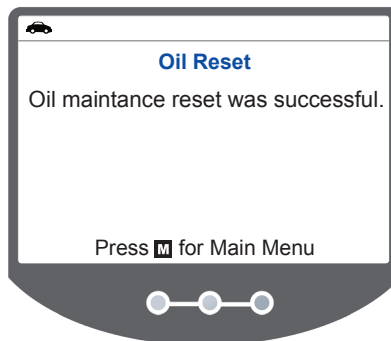 Oil Reset
Oil maintance reset was successful.
Press M for Main Menu